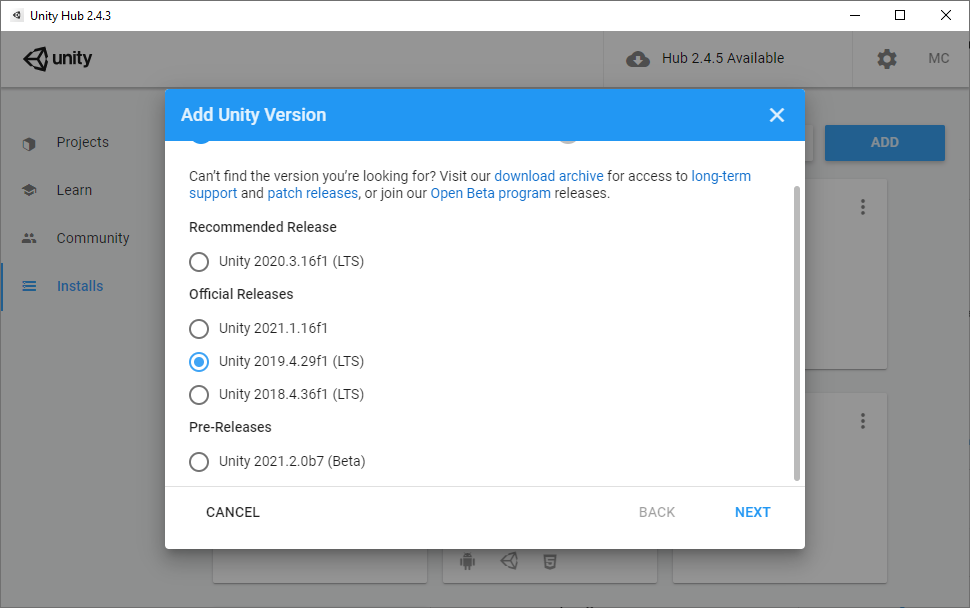 Unity Hub 2.4.3
unity
Hub 2.4.5 Available
MC
Add Unity Version
Projects
Learn
Community
Installs
ADD
Can't find the version you're looking for? Visit our download archive for access to long-term
support and patch releases, or join our Open Beta program releases.
Recommended Release
Unity 2020.3.16f1 (LTS)
Official Releases
Unity 2021.1.16f1
Unity 2019.4.29f1 (LTS)
Unity 2018.4.36f1 (LTS)
Pre-Releases
Unity 2021.2.0b7 (Beta)
CANCEL
BACK
NEXT